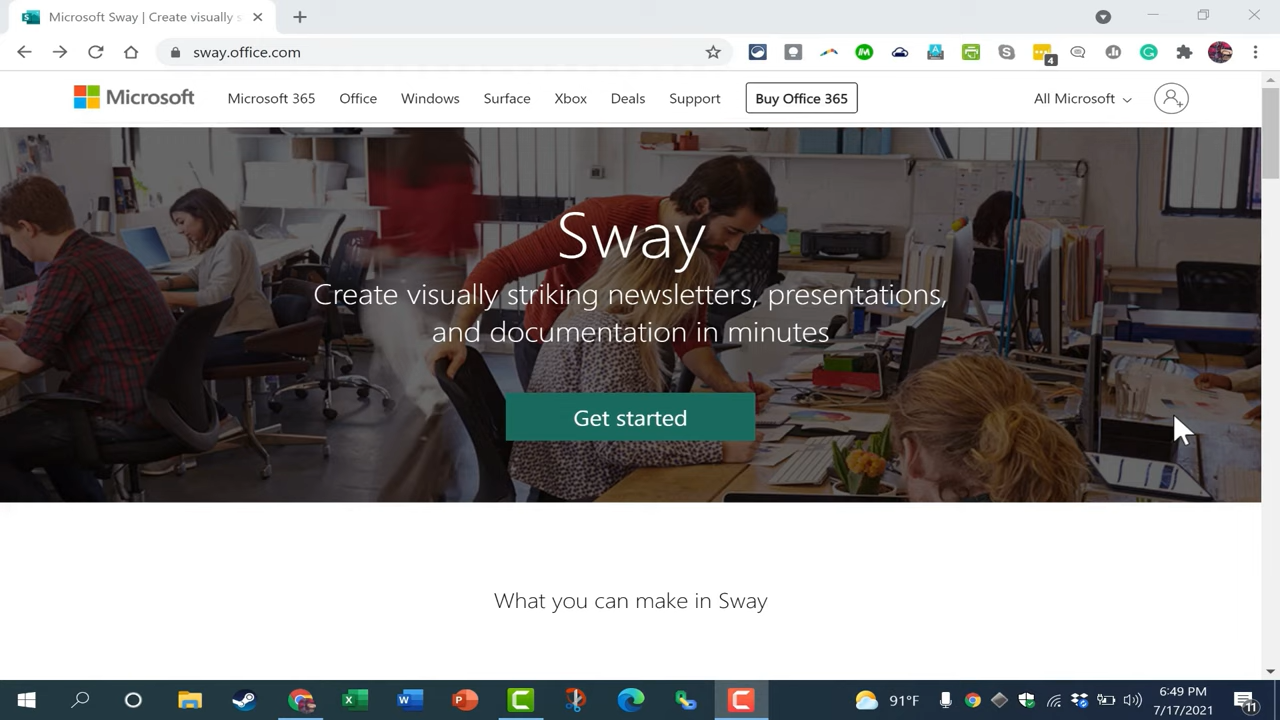 Microsoft Sway | Create visually s
sway.office.com
4
Microsoft
Microsoft 365
Office
Windows
Surface
Xbox
Deals
Support
Buy Office 365
All Microsoft
Sway
Create visually striking newsletters, presentations,
and documentation in minutes
Get started
What you can make in Sway
91°F
6:49 PM
7/17/2021
11